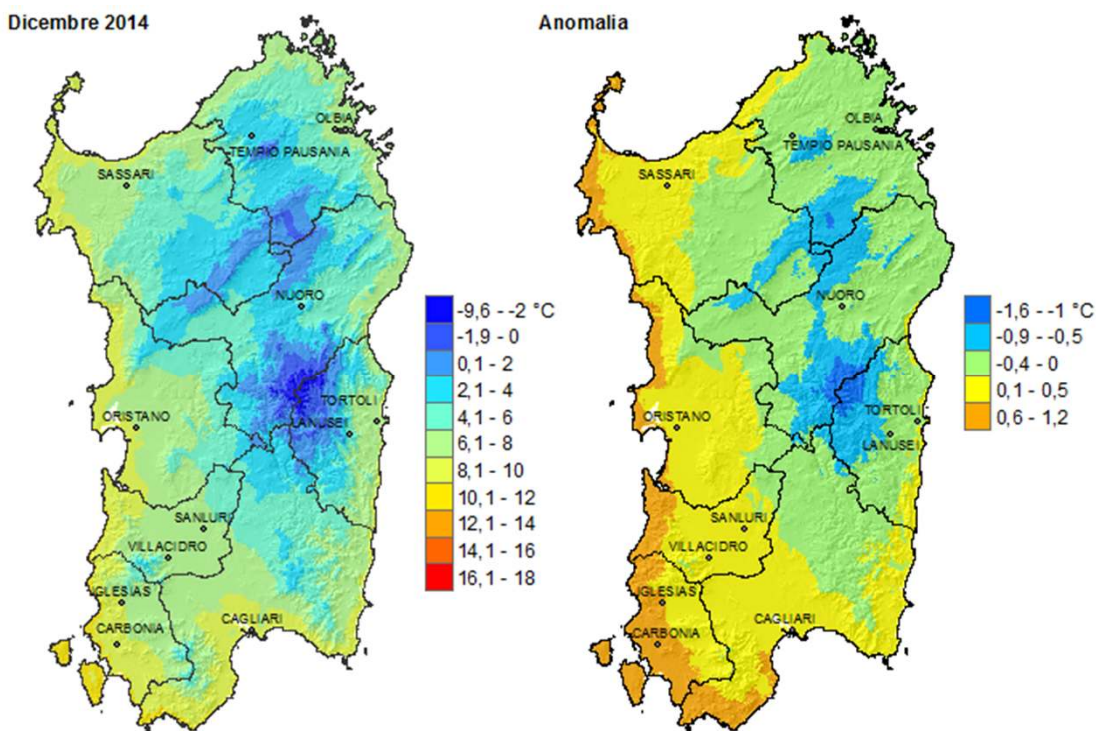 Dicembre 2014
OLBIA
TEMPIO PAUSANIA
SASSARI
NUORO
ORISTANO
TORTOLI
LANUSEI
SANLURI
VILLACIDRO
IGLESIAS
CARBONIA
CAGLIARI
-9,6 - -2 °C
-1,9 - 0
0,1 - 2
2,1 - 4
4,1 - 6
6,1 - 8
8,1 - 10
10,1 - 12
12,1 - 14
14,1 - 16
16,1 - 18
Anomalia
OLBIA
TEMPIO PAUSANIA
SASSARI
NUORO
ORISTANO
TORTOLI
LANUSEI
SANLURI
VILLACIDRO
IGLESIAS
CARBONIA
CAGLIARI
-1,6 - -1 °C
-0,9 - -0,5
-0,4 - 0
0,1 - 0,5
0,6 - 1,2